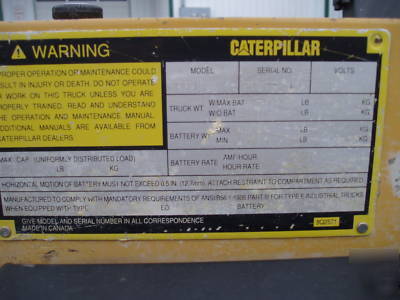 WARNING
PROPER OPERATION OR MAINTENANCE COULD
SULT IN INJURY OR DEATH. DO NOT OPERATE
R WORK ON THIS TRUCK UNLESS YOU ARE
ROPERLY TRAINED. READ AND UNDERSTAND
HE OPERATION AND MAINTENANCE MANUAL.
DDITIONAL MANUALS ARE AVAILABLE FROM
CATERPILLAR DEALERS.
CATERPILLAR
MODEL SERIAL NO. VOLTS
TRUCK WT. W/MAX BAT LB KG
W/O BAT LB KG
BATTERY WT. MAX LB KG
MIN LB KG
MAX. CAP. (UNIFORMLY DISTRIBUTED LOAD)
LB KG
BATTERY RATE AMP HOUR
HOUR RATE
HORIZONTAL MOTION OF BATTERY MUST NOT EXCEED 0.5 IN. (12.7mm). ATTACH RESTRAINT TO COMPARTMENT AS REQUIRED.
MANUFACTURED TO COMPLY WITH MANDATORY REQUIREMENTS OF ANSI B56.1 PART III FOR TYPE E INDUSTRIAL TRUCKS
WHEN EQUIPPED WITH TYPE BATTERY
GIVE MODEL AND SERIAL NUMBER IN ALL CORRESPONDENCE
MADE IN CANADA